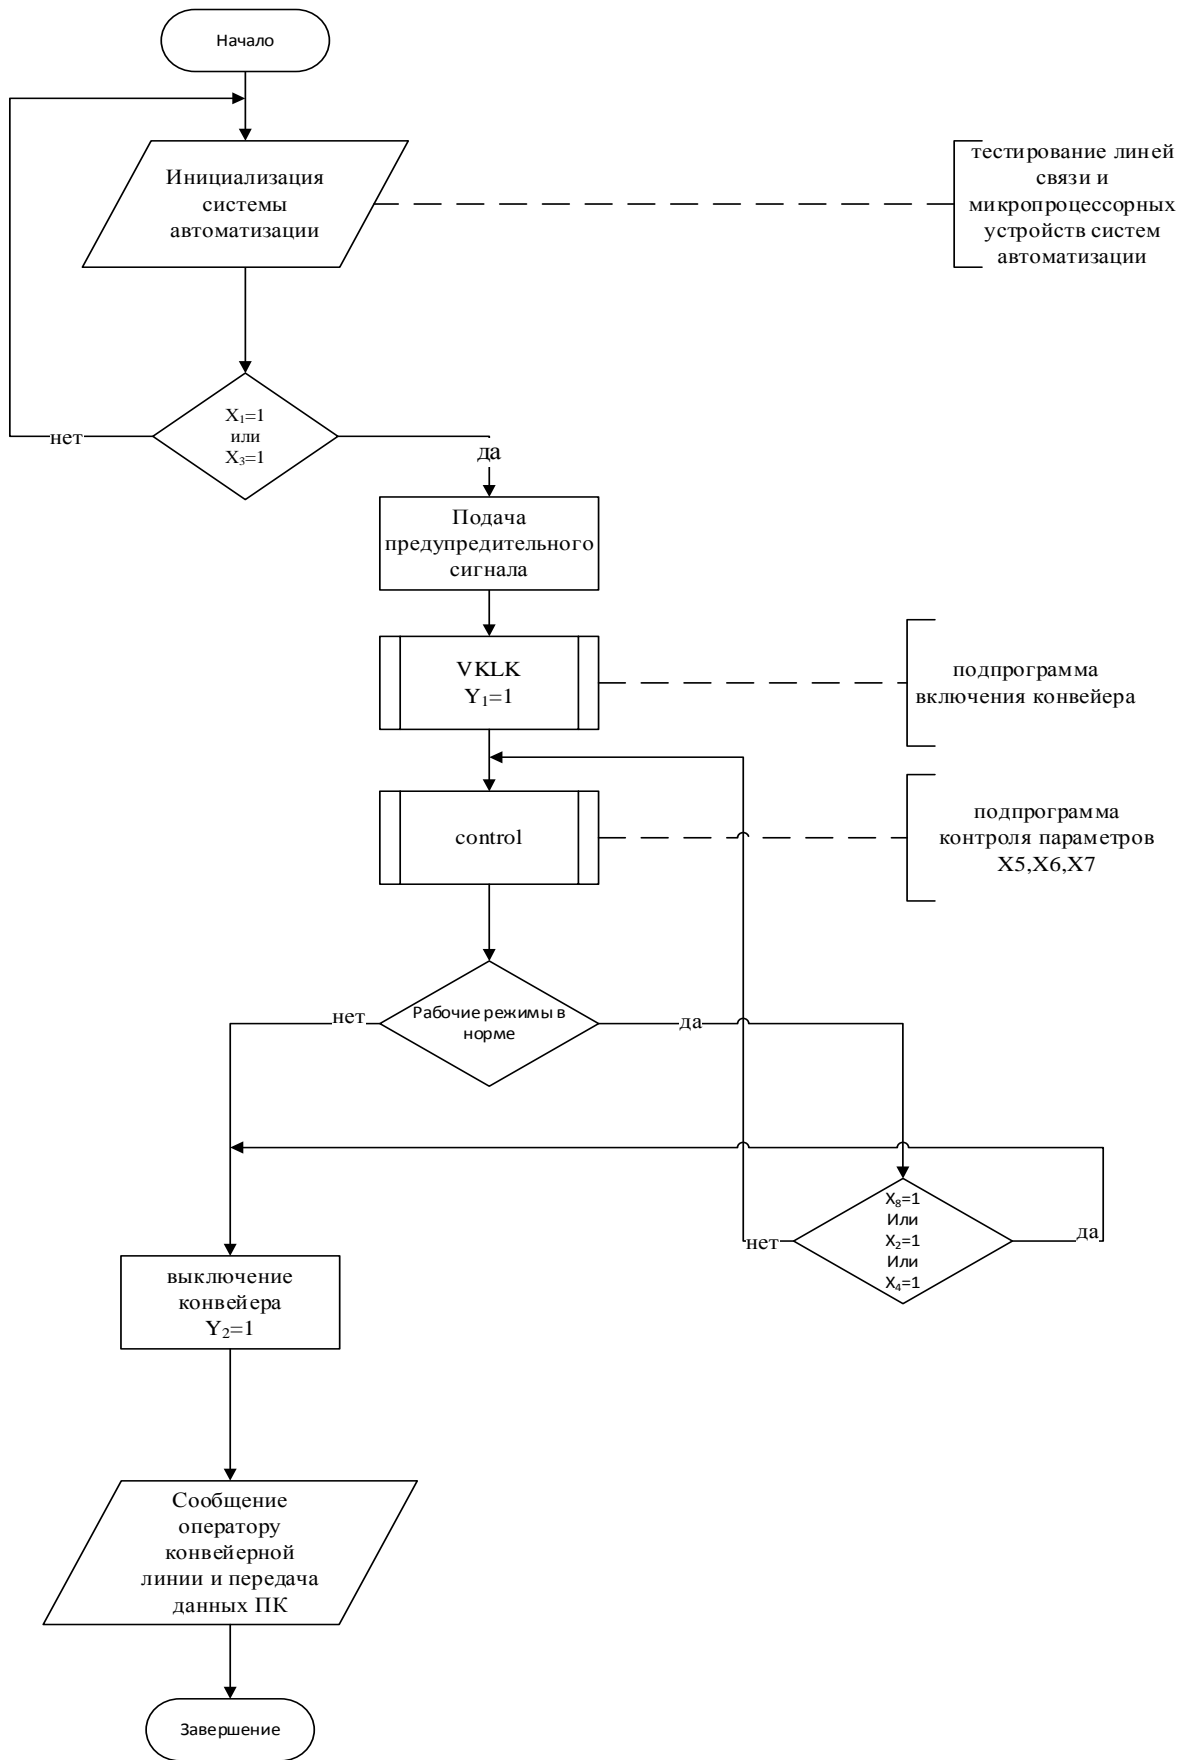 Начало
Инициализация
системы
автоматизации
тестирование линей
связи и
микропроцессорных
устройств систем
автоматизации
X₁=1
или
X₃=1
нет
да
Подача
предупредительного
сигнала
VKLK
Y₁=1
подпрограмма
включения конвейера
control
подпрограмма
контроля параметров
X5,X6,X7
Рабочие режимы в
норме
нет
да
X₈=1
Или
X₂=1
Или
X₄=1
нет
да
выключение
конвейера
Y₂=1
Сообщение
оператору
конвейерной
линии и передача
данных ПК
Завершение